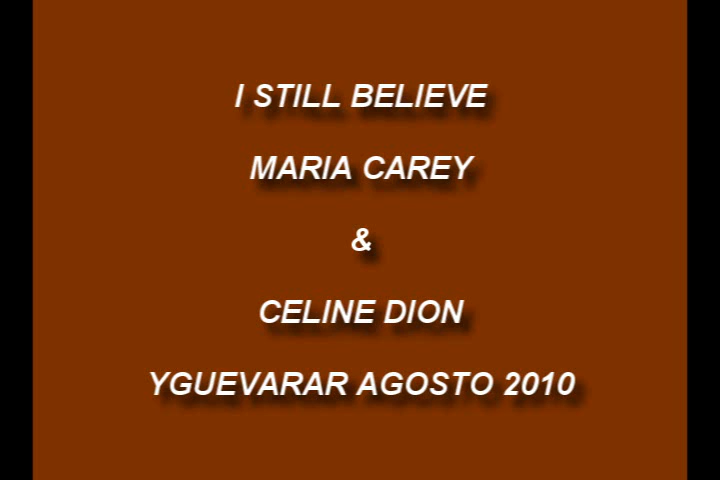 I STILL BELIEVE
MARIA CAREY
&
CELINE DION
YGUEVARAR AGOSTO 2010